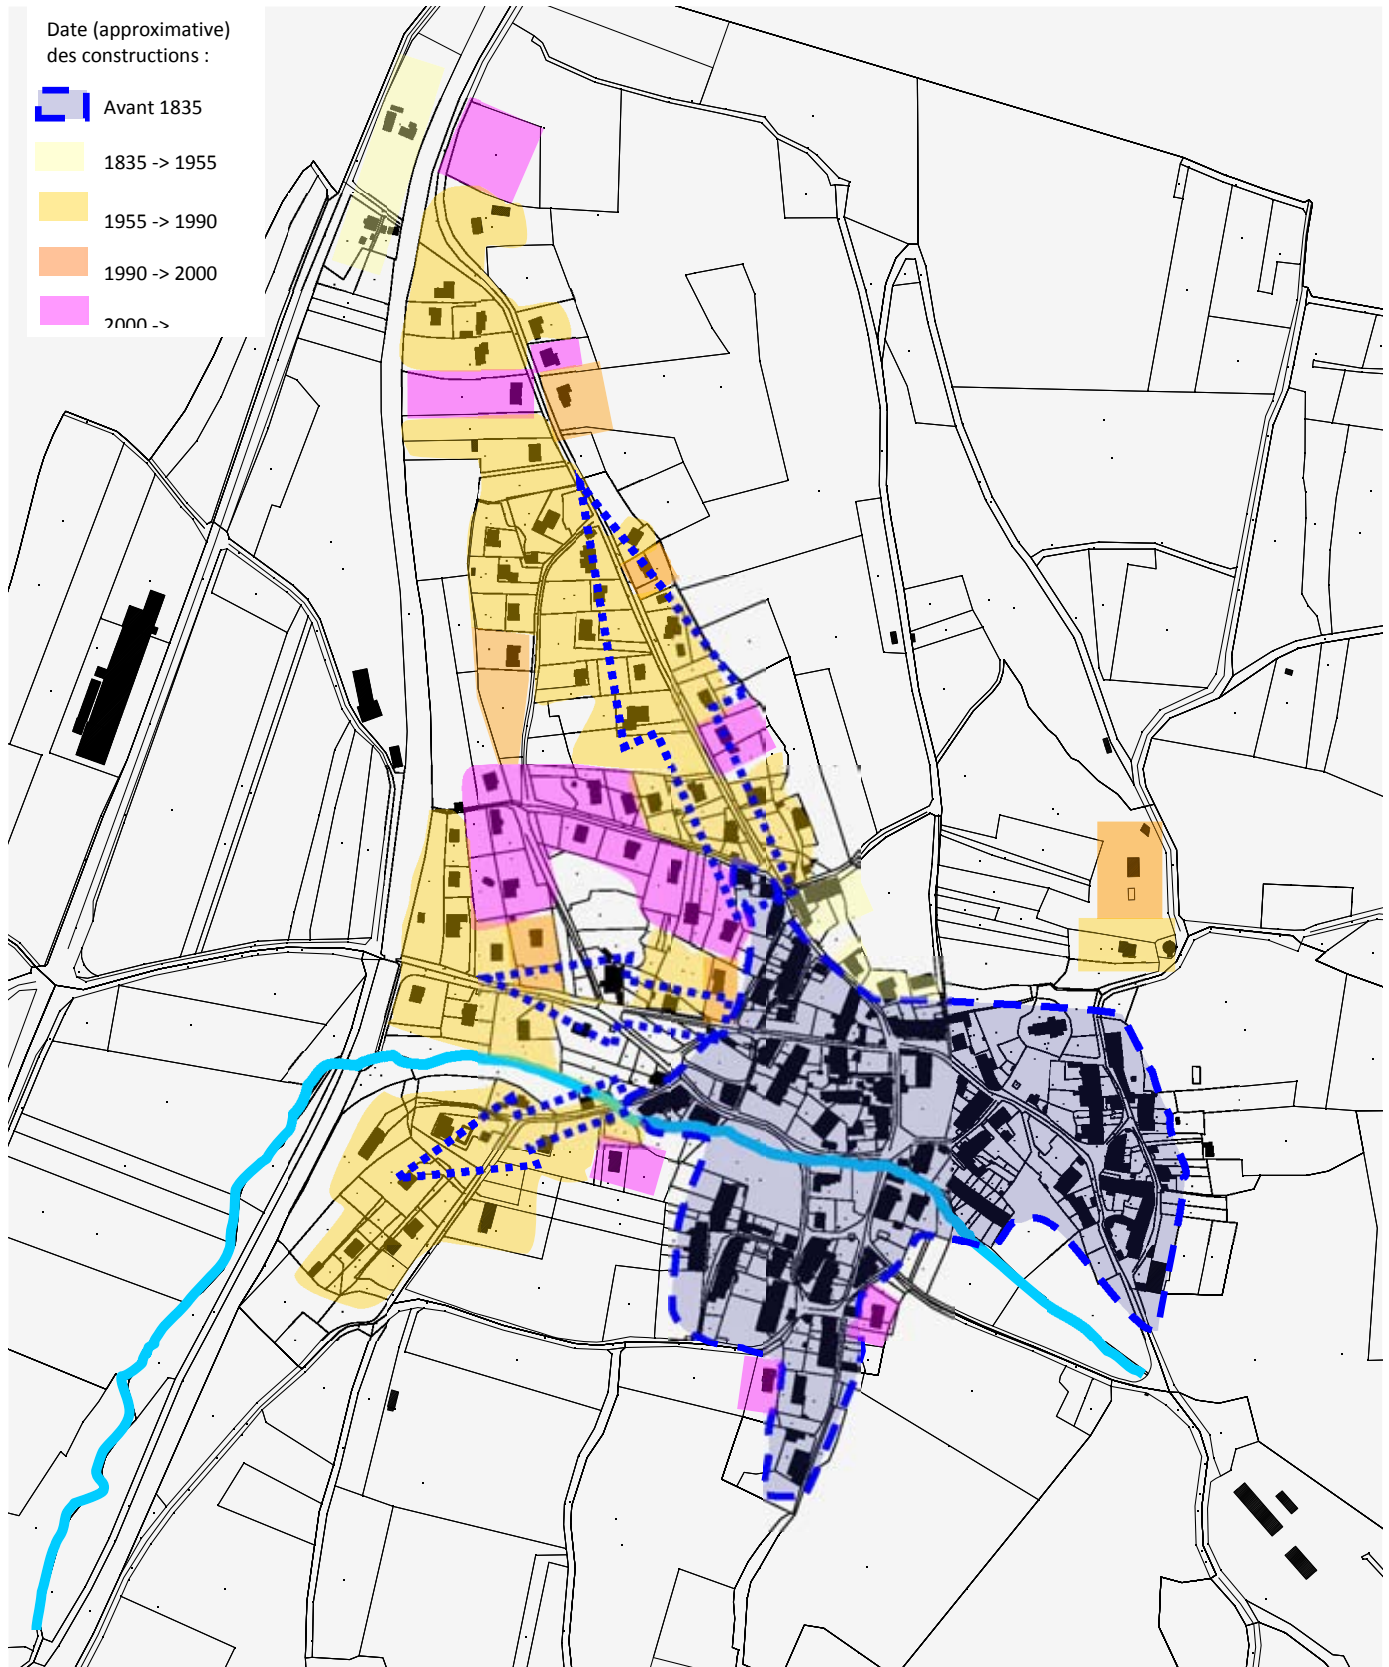 Date (approximative)
des constructions :
Avant 1835
1835 -> 1955
1955 -> 1990
1990 -> 2000
2000 ->